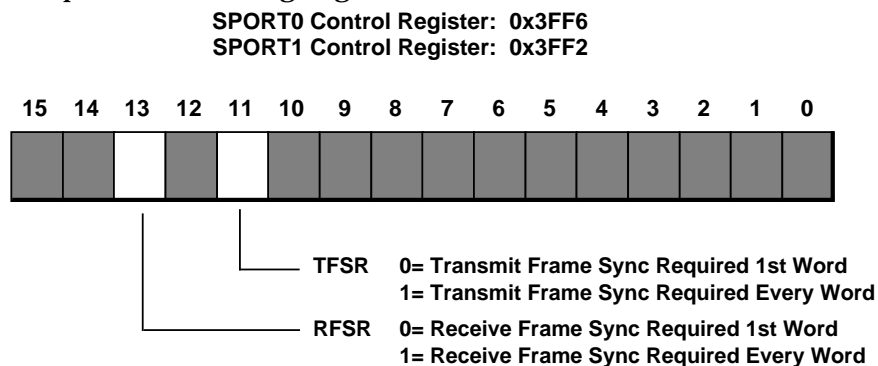 SPORT0 Control Register: 0x3FF6
SPORT1 Control Register: 0x3FF2
15 14 13 12 11 10 9 8 7 6 5 4 3 2 1 0
TFSR 0= Transmit Frame Sync Required 1st Word
1= Transmit Frame Sync Required Every Word
RFSR 0= Receive Frame Sync Required 1st Word
1= Receive Frame Sync Required Every Word